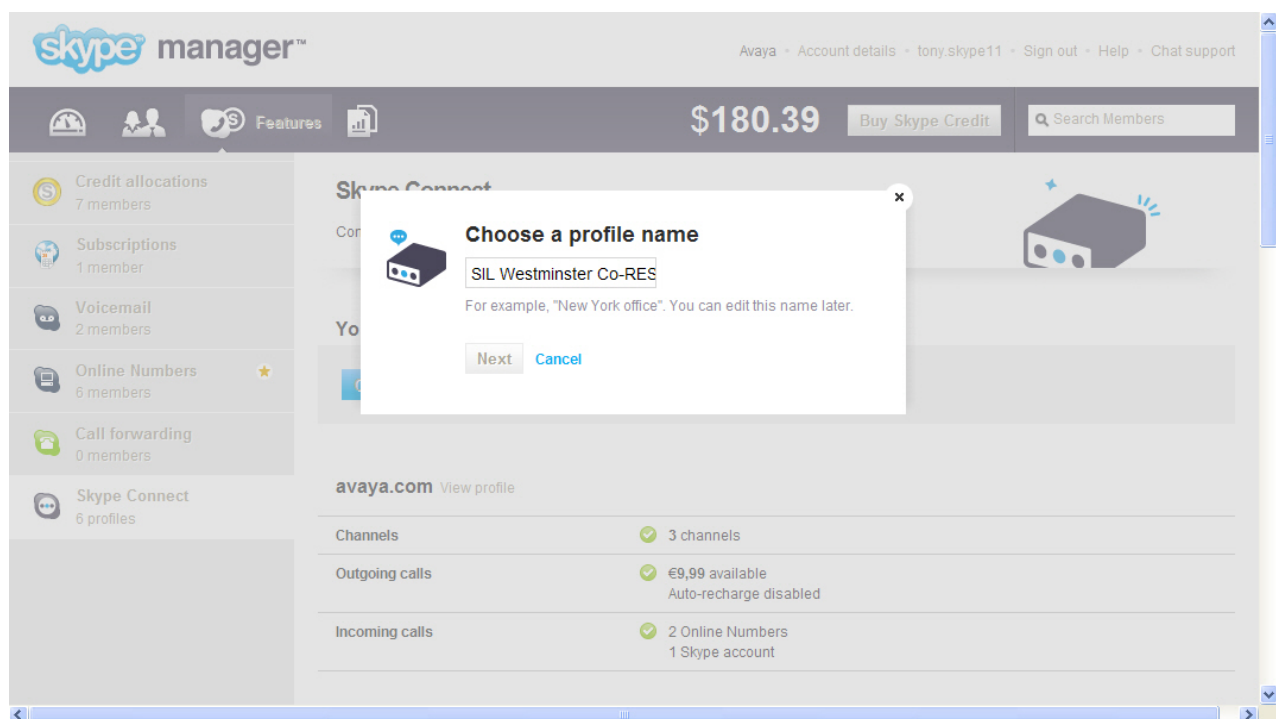 skype manager™
Avaya • Account details • tony.skype11 • Sign out • Help • Chat support
Features
$180.39
Buy Skype Credit
Search Members
Credit allocations
7 members
Subscriptions
1 member
Voicemail
2 members
Online Numbers
6 members
Call forwarding
0 members
Skype Connect
6 profiles
Skype Connect
Choose a profile name
SIL Westminster Co-RES
For example, "New York office". You can edit this name later.
Next Cancel
avaya.com View profile
Channels 3 channels
Outgoing calls €9,99 available
Auto-recharge disabled
Incoming calls 2 Online Numbers
1 Skype account